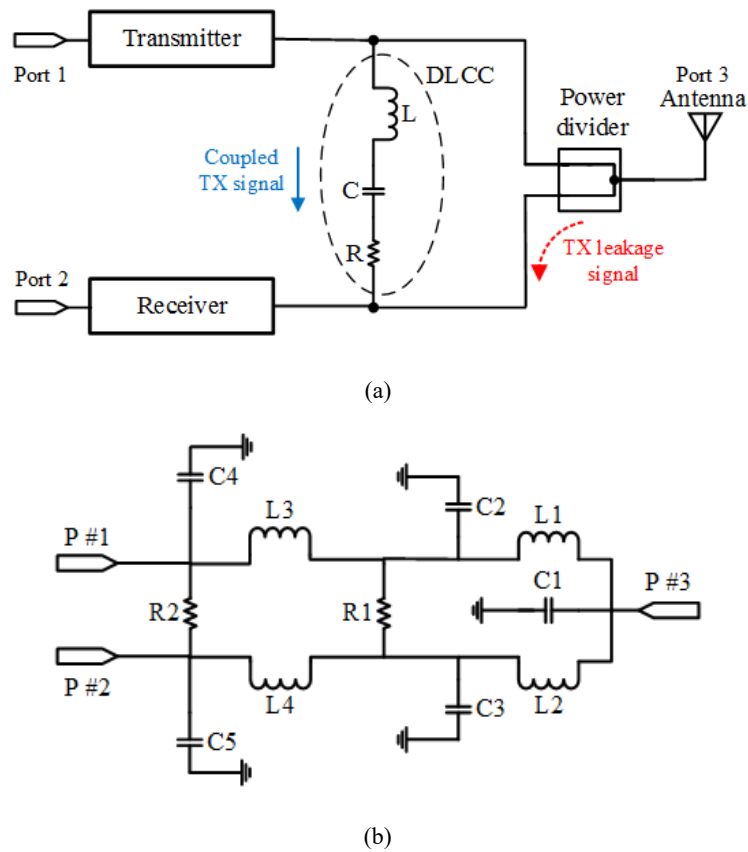 Transmitter
Port 1
DLCC
L
Port 3
Antenna
Power
divider
Coupled
TX signal
C
R
TX leakage
signal
Port 2
Receiver
(a)
C4
L3
C2
L1
P #1
C1
P #3
R2
R1
P #2
L4
C3
L2
C5
(b)